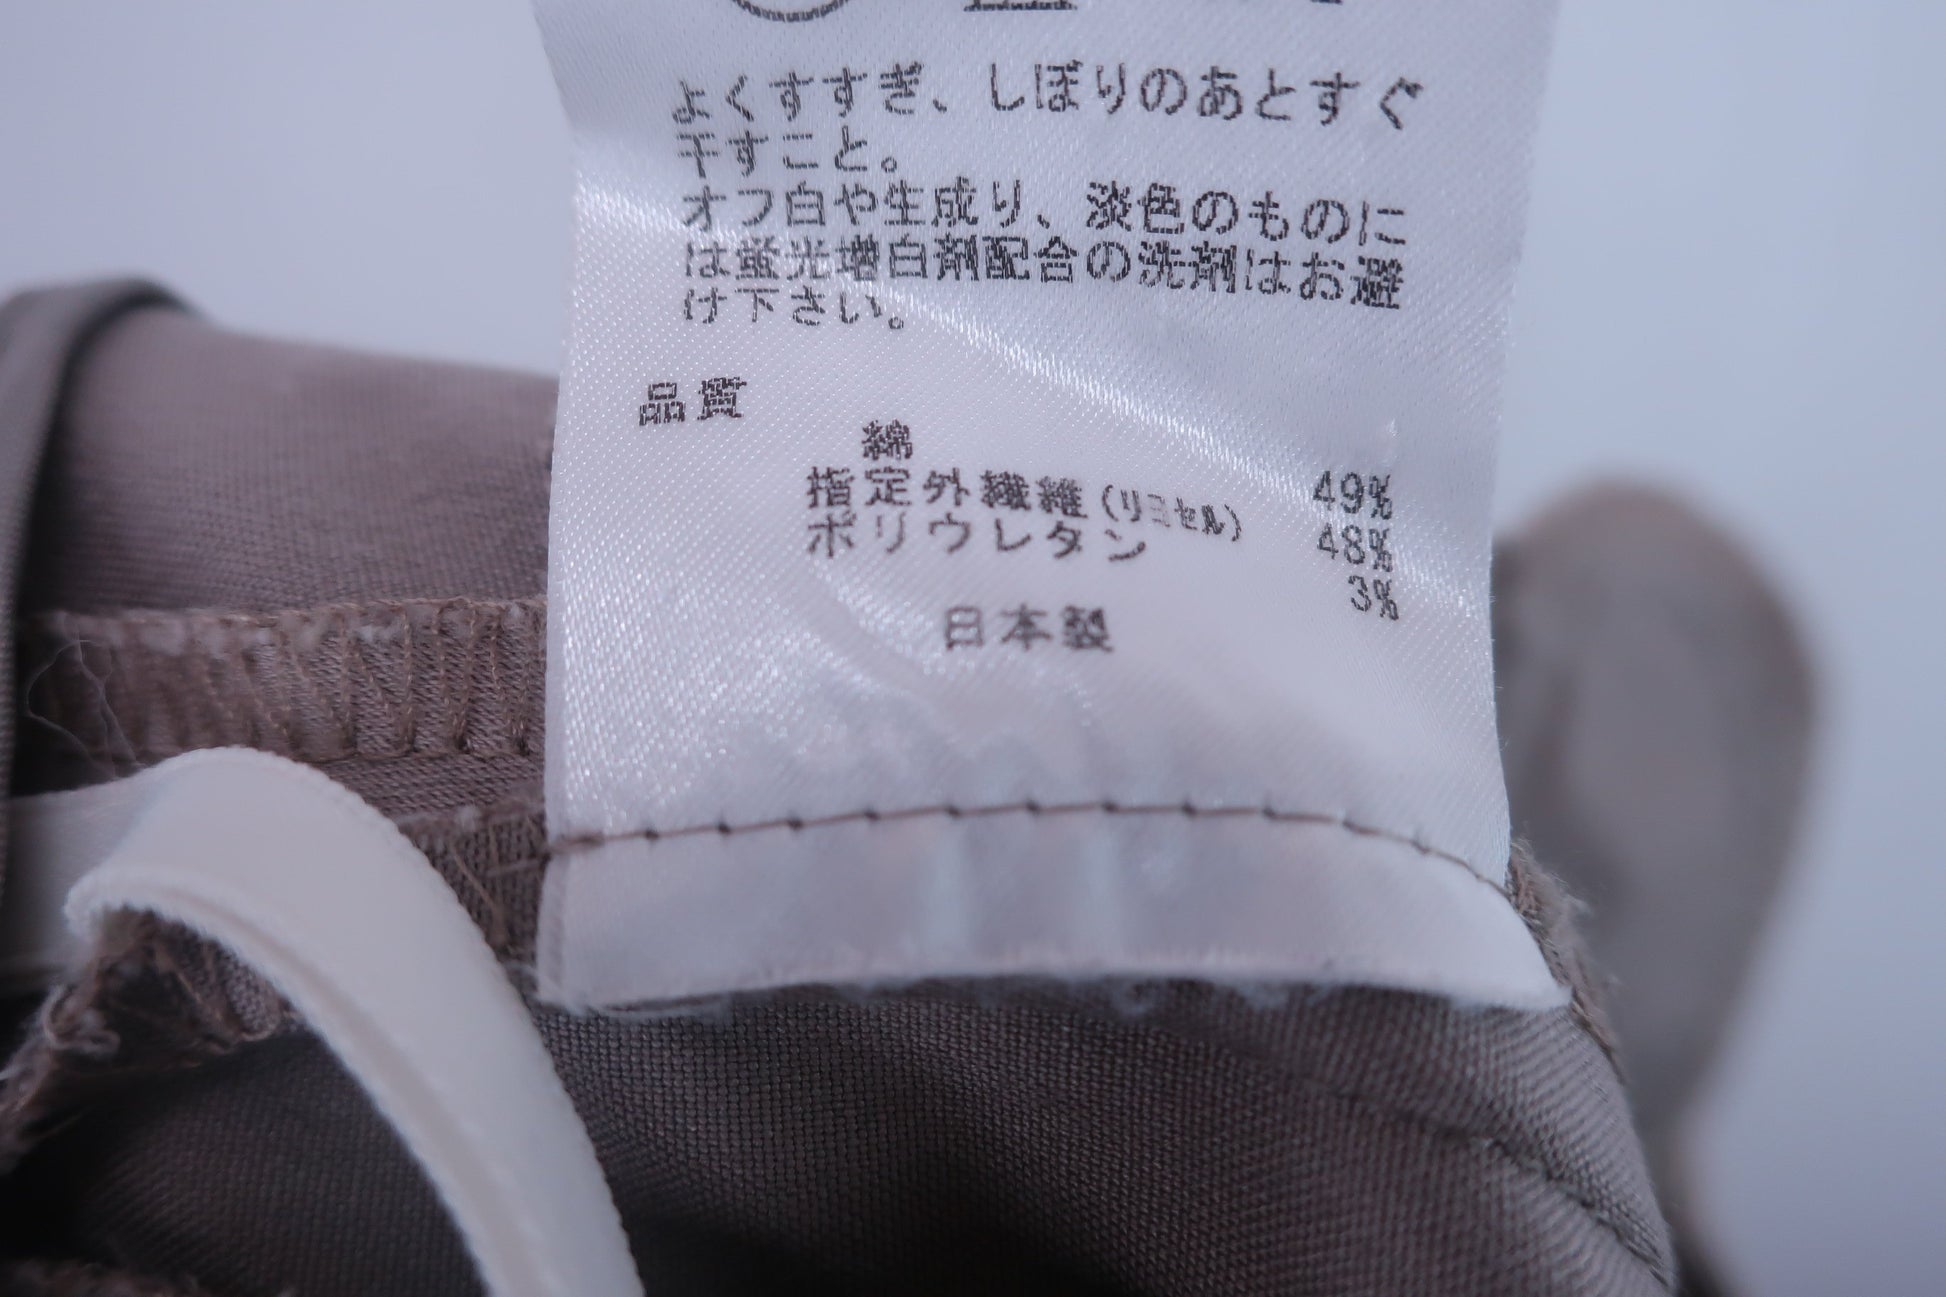 よくすすぎ、しぼりのあとすぐ
干すこと。
オフ白や生成り、淡色のものに
は蛍光増白剤配合の洗剤はお避
け下さい。
品質
綿 49%
指定外繊維(リヨセル) 48%
ポリウレタン 3%
日本製